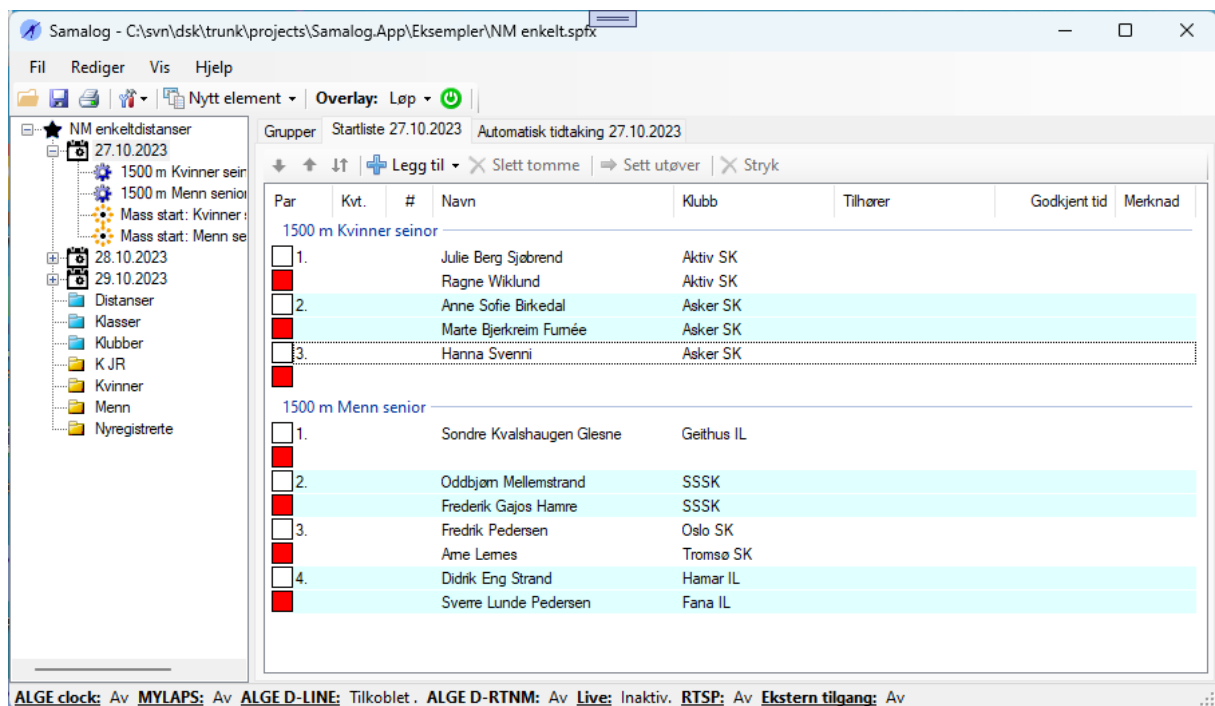 Samalog - C:\svn\dsk\trunk\projects\Samalog.App\Eksempler\NM enkelt.spfx
Fil Rediger Vis Hjelp
Nytt element Overlay: Løp
NM enkeltdistanser
27.10.2023
1500 m Kvinner sein
1500 m Menn senior
Mass start: Kvinner
Mass start: Menn se
28.10.2023
29.10.2023
Distanser
Klasser
Klubber
K JR
Kvinner
Menn
Nyregistrerte
Grupper Startliste 27.10.2023 Automatisk tidtaking 27.10.2023
Legg til Slett tomme Sett utøver Stryk
Par Kvt. # Navn Klubb Tilhører Godkjent tid Merknad
1500 m Kvinner seinor
1. Julie Berg Sjøbrend Aktiv SK
Ragne Wiklund Aktiv SK
2. Anne Sofie Birkedal Asker SK
Marte Bjerkreim Furnée Asker SK
3. Hanna Svenni Asker SK
1500 m Menn senior
1. Sondre Kvalshaugen Glesne Geithus IL
2. Oddbjørn Mellemstrand SSSK
Frederik Gajos Hamre SSSK
3. Fredrik Pedersen Oslo SK
Arne Lernes Tromsø SK
4. Didrik Eng Strand Hamar IL
Sverre Lunde Pedersen Fana IL
ALGE clock: Av MYLAPS: Av ALGE D-LINE: Tilkoblet . ALGE D-RTNM: Av Live: Inaktiv. RTSP: Av Ekstern tilgang: Av